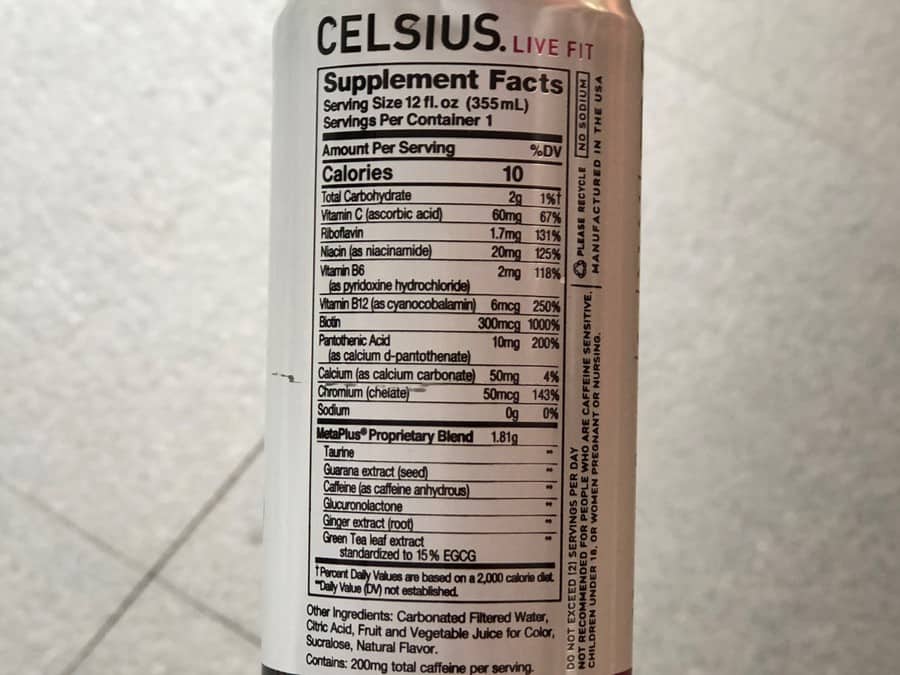 CELSIUS. LIVE FIT
Supplement Facts
Serving Size 12 fl. oz (355mL)
Servings Per Container 1
Amount Per Serving %DV
Calories 10
Total Carbohydrate 2g 1%†
Vitamin C (ascorbic acid) 60mg 67%
Riboflavin 1.7mg 131%
Niacin (as niacinamide) 20mg 125%
Vitamin B6 2mg 118%
(as pyridoxine hydrochloride)
Vitamin B12 (as cyanocobalamin) 6mcg 250%
Biotin 300mcg 1000%
Pantothenic Acid 10mg 200%
(as calcium d-pantothenate)
Calcium (as calcium carbonate) 50mg 4%
Chromium (chelate) 50mcg 143%
Sodium 0g 0%
MetaPlus® Proprietary Blend 1.81g
Taurine **
Guarana extract (seed) **
Caffeine (as caffeine anhydrous) **
Glucuronolactone **
Ginger extract (root) **
Green Tea leaf extract **
standardized to 15% EGCG
†Percent Daily Values are based on a 2,000 calorie diet.
**Daily Value (DV) not established.
Other Ingredients: Carbonated Filtered Water,
Citric Acid, Fruit and Vegetable Juice for Color,
Sucralose, Natural Flavor.
Contains: 200mg total caffeine per serving.
PLEASE RECYCLE NO SODIUM
MANUFACTURED IN THE USA
DO NOT EXCEED (2) SERVINGS PER DAY
NOT RECOMMENDED FOR PEOPLE WHO ARE CAFFEINE SENSITIVE,
CHILDREN UNDER 18, OR WOMEN PREGNANT OR NURSING.